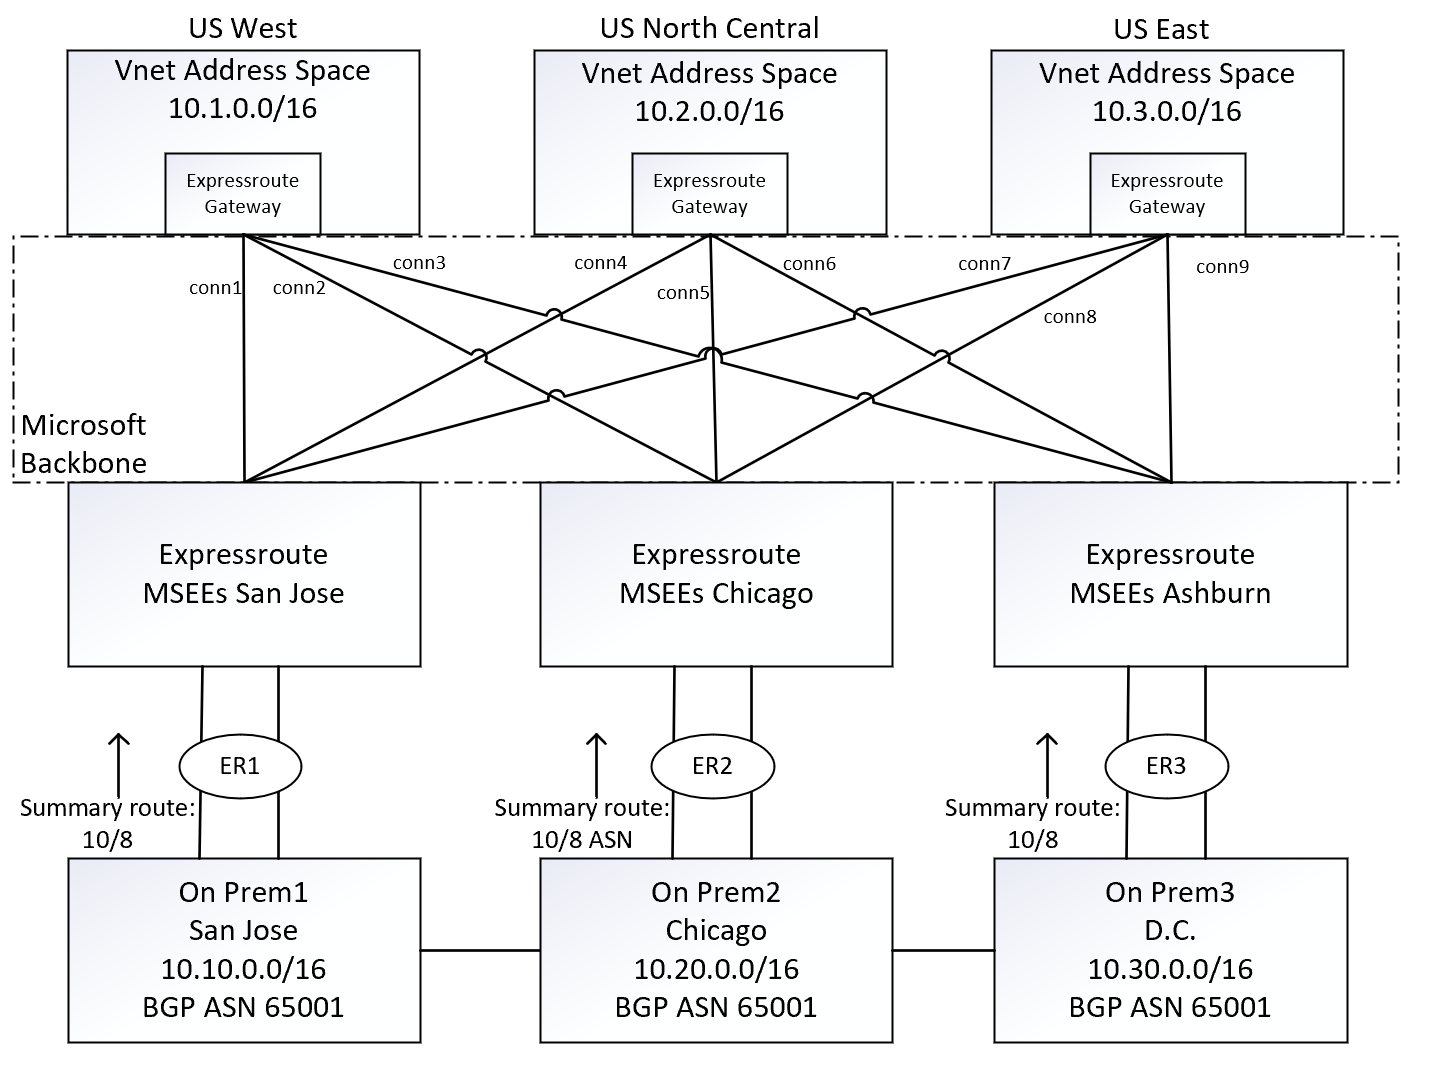 US West
US North Central
US East
Vnet Address Space
10.1.0.0/16
Vnet Address Space
10.2.0.0/16
Vnet Address Space
10.3.0.0/16
Expressroute
Gateway
Expressroute
Gateway
Expressroute
Gateway
conn1
conn2
conn3
conn4
conn5
conn6
conn7
conn8
conn9
Microsoft
Backbone
Expressroute
MSEEs San Jose
Expressroute
MSEEs Chicago
Expressroute
MSEEs Ashburn
ER1
ER2
ER3
Summary route:
10/8
Summary route:
10/8 ASN
Summary route:
10/8
On Prem1
San Jose
10.10.0.0/16
BGP ASN 65001
On Prem2
Chicago
10.20.0.0/16
BGP ASN 65001
On Prem3
D.C.
10.30.0.0/16
BGP ASN 65001